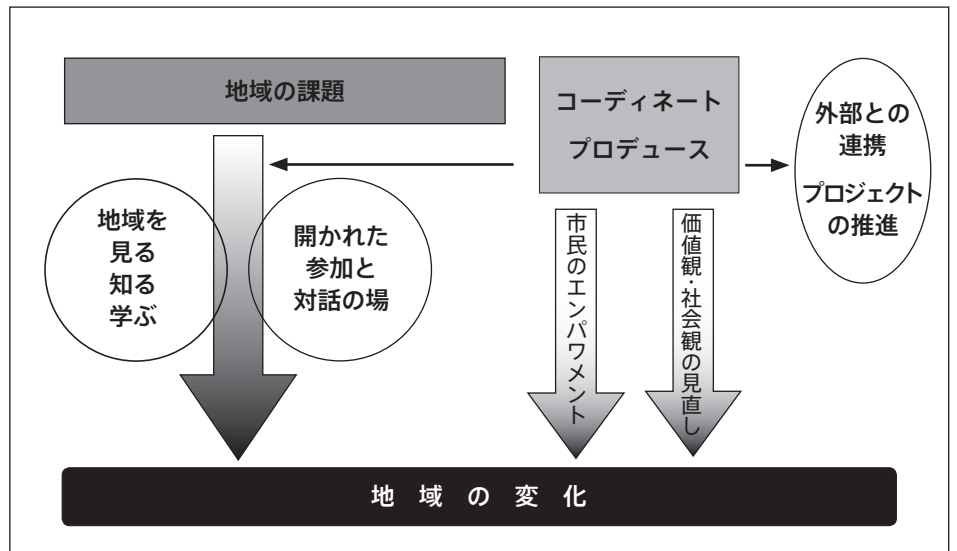 地域の課題
コーディネート
プロデュース
外部との
連携
プロジェクト
の推進
地域を
見る
知る
学ぶ
開かれた
参加と
対話の場
市民のエンパワメント
価値観・社会観の見直し
地域の変化